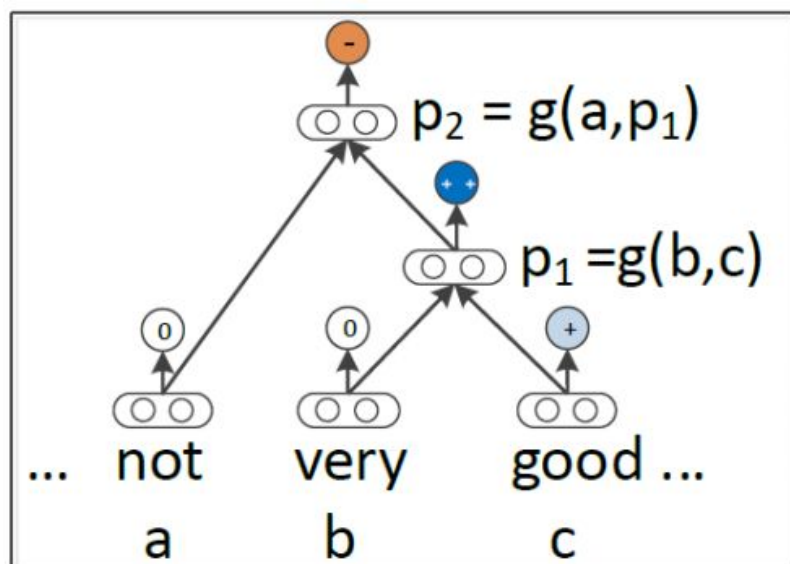 -
p₂ = g(a,p₁)
+ +
p₁ =g(b,c)
0 0 +
... not very good ...
a b c